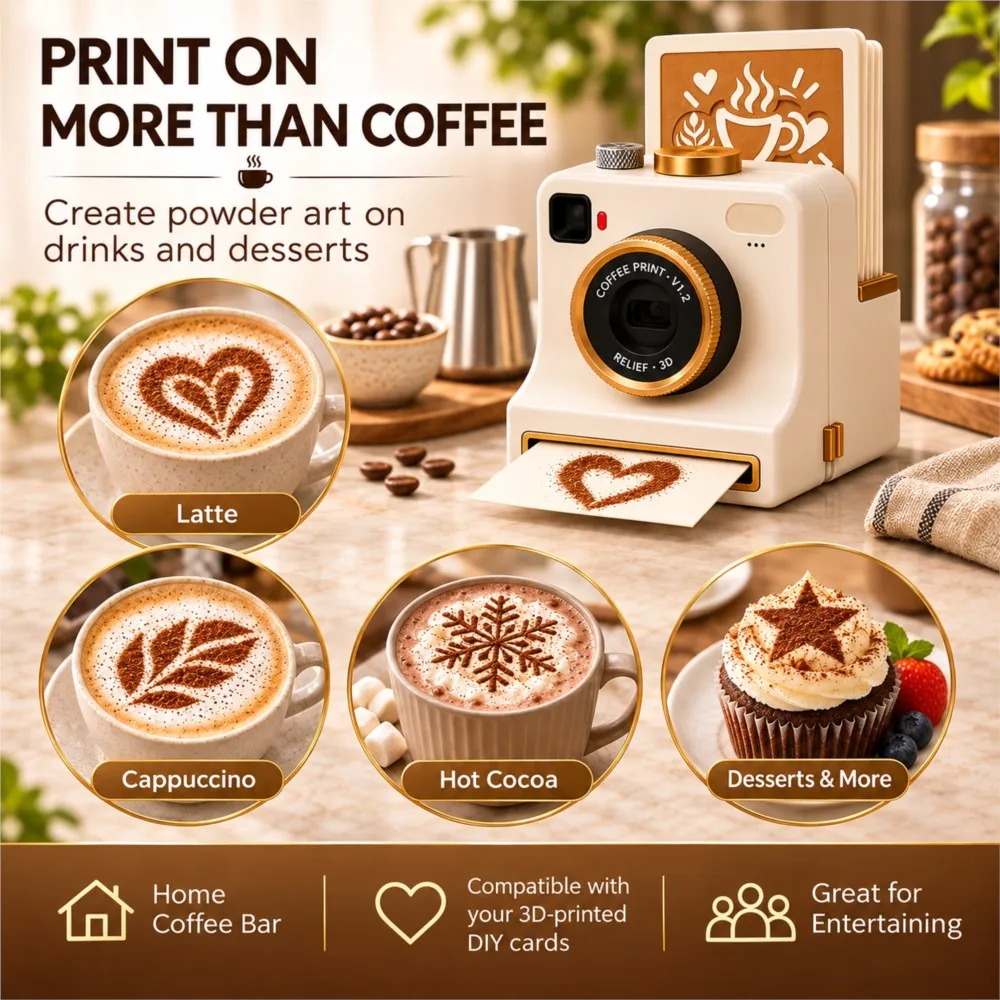 PRINT ON
MORE THAN COFFEE
Create powder art on
drinks and desserts
COFFEE PRINT · V1.2
RELIEF · 3D
Latte
Cappuccino
Hot Cocoa
Desserts & More
Home
Coffee Bar
Compatible with
your 3D-printed
DIY cards
Great for
Entertaining